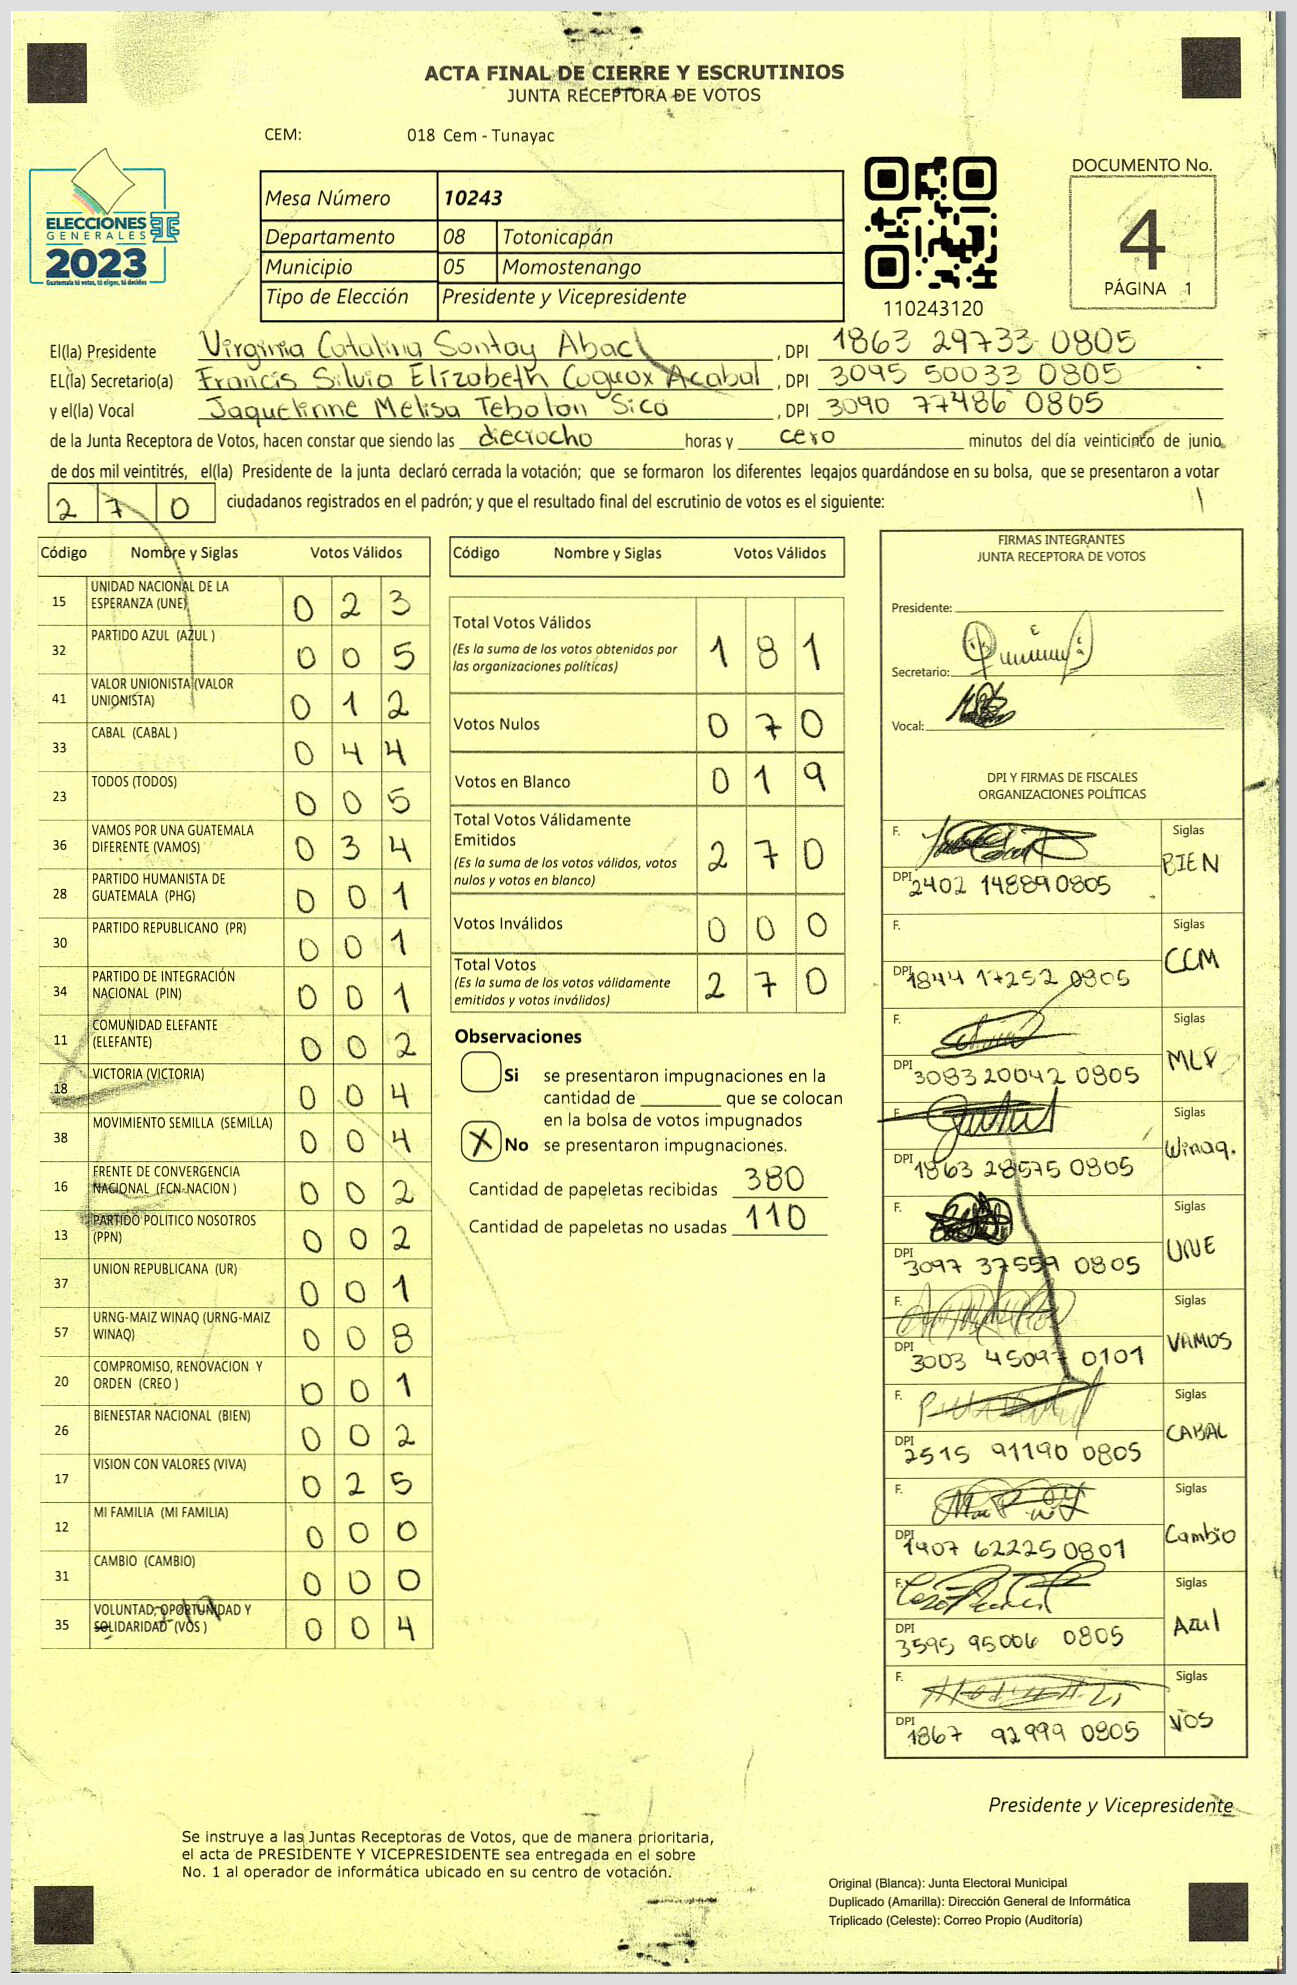 ACTA FINAL DE CIERRE Y ESCRUTINIOS
JUNTA RECEPTORA DE VOTOS
CEM: 018 Cem - Tunayac
ELECCIONES
GENERALES
2023
Guatemala tú votas, tú eliges, tú decides
Mesa Número 10243
Departamento 08 Totonicapán
Municipio 05 Momostenango
Tipo de Elección Presidente y Vicepresidente
110243120
DOCUMENTO No.
4
PÁGINA 1
El(la) Presidente Virginia Catalina Sontay Abac , DPI 1863 29733 0805
EL(la) Secretario(a) Francis Silvia Elizabeth Coguox Acabal , DPI 3095 50033 0805
y el(la) Vocal Jaquelinne Melisa Tebalan Sica , DPI 3090 77486 0805
de la Junta Receptora de Votos, hacen constar que siendo las diecrocho horas y cero minutos del día veinticinco de junio
de dos mil veintitrés, el(la) Presidente de la junta declaró cerrada la votación; que se formaron los diferentes legajos guardándose en su bolsa, que se presentaron a votar
270 ciudadanos registrados en el padrón; y que el resultado final del escrutinio de votos es el siguiente:
Código Nombre y Siglas Votos Válidos
15 UNIDAD NACIONAL DE LA ESPERANZA (UNE) 0 2 3
32 PARTIDO AZUL (AZUL ) 0 0 5
41 VALOR UNIONISTA (VALOR UNIONISTA) 0 1 2
33 CABAL (CABAL ) 0 4 4
23 TODOS (TODOS) 0 0 5
36 VAMOS POR UNA GUATEMALA DIFERENTE (VAMOS) 0 3 4
28 PARTIDO HUMANISTA DE GUATEMALA (PHG) 0 0 1
30 PARTIDO REPUBLICANO (PR) 0 0 1
34 PARTIDO DE INTEGRACIÓN NACIONAL (PIN) 0 0 1
11 COMUNIDAD ELEFANTE (ELEFANTE) 0 0 2
18 VICTORIA (VICTORIA) 0 0 4
38 MOVIMIENTO SEMILLA (SEMILLA) 0 0 4
16 FRENTE DE CONVERGENCIA NACIONAL (FCN-NACION ) 0 0 2
13 PARTIDO POLITICO NOSOTROS (PPN) 0 0 2
37 UNION REPUBLICANA (UR) 0 0 1
57 URNG-MAIZ WINAQ (URNG-MAIZ WINAQ) 0 0 8
20 COMPROMISO, RENOVACION Y ORDEN (CREO ) 0 0 1
26 BIENESTAR NACIONAL (BIEN) 0 0 2
17 VISION CON VALORES (VIVA) 0 2 5
12 MI FAMILIA (MI FAMILIA) 0 0 0
31 CAMBIO (CAMBIO) 0 0 0
35 VOLUNTAD, OPORTUNIDAD Y SOLIDARIDAD (VOS ) 0 0 4
Código Nombre y Siglas Votos Válidos
Total Votos Válidos 1 8 1
(Es la suma de los votos obtenidos por
las organizaciones políticas)
Votos Nulos 0 7 0
Votos en Blanco 0 1 9
Total Votos Válidamente
Emitidos 2 7 0
(Es la suma de los votos válidos, votos
nulos y votos en blanco)
Votos Inválidos 0 0 0
Total Votos 2 7 0
(Es la suma de los votos válidamente
emitidos y votos inválidos)
Observaciones
Si se presentaron impugnaciones en la
cantidad de ________ que se colocan
en la bolsa de votos impugnados
X No se presentaron impugnaciones.
Cantidad de papeletas recibidas 380
Cantidad de papeletas no usadas 110
FIRMAS INTEGRANTES
JUNTA RECEPTORA DE VOTOS
Presidente:
Secretario:
Vocal:
DPI Y FIRMAS DE FISCALES
ORGANIZACIONES POLÍTICAS
F. Siglas BIEN
DPI 2402 14889 0805
F. Siglas CCM
DPI 1844 17252 0805
F. Siglas MLP
DPI 3083 20042 0805
F. Siglas Winaq.
DPI 1863 28575 0805
F. Siglas UNE
DPI 3097 37559 0805
F. Siglas VAMOS
DPI 3003 45097 0101
F. Siglas CABAL
DPI 2515 91190 0805
F. Siglas Cambio
DPI 1407 62225 0801
F. Siglas Azul
DPI 3595 95006 0805
F. Siglas VOS
DPI 1867 92999 0805
Presidente y Vicepresidente
Se instruye a las Juntas Receptoras de Votos, que de manera prioritaria,
el acta de PRESIDENTE Y VICEPRESIDENTE sea entregada en el sobre
No. 1 al operador de informática ubicado en su centro de votación.
Original (Blanca): Junta Electoral Municipal
Duplicado (Amarilla): Dirección General de Informática
Triplicado (Celeste): Correo Propio (Auditoría)